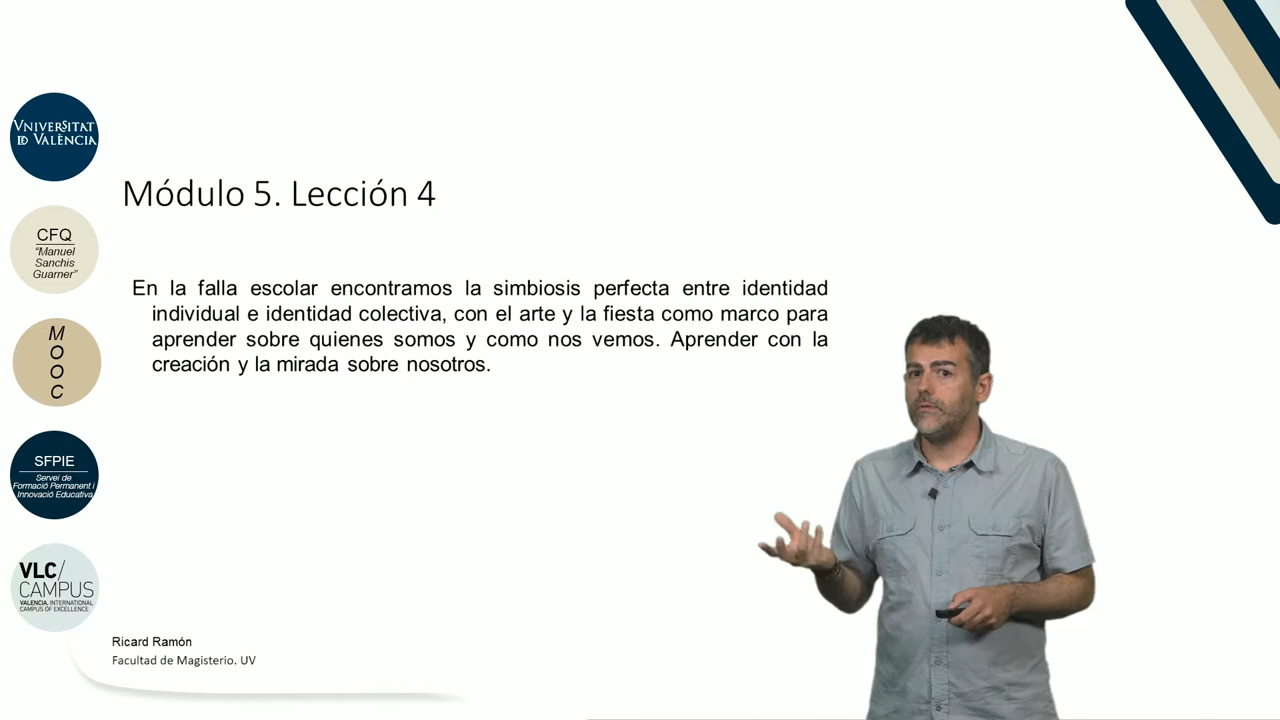 VNIVERSITAT
ID VALÈNCIA
Módulo 5. Lección 4
CFQ
"Manuel
Sanchis
Guarner"
En la falla escolar encontramos la simbiosis perfecta entre identidad
individual e identidad colectiva, con el arte y la fiesta como marco para
aprender sobre quienes somos y como nos vemos. Aprender con la
creación y la mirada sobre nosotros.
M
O
O
C
SFPIE
Servei de
Formació Permanent i
Innovació Educativa
VLC/
CAMPUS
VALENCIA, INTERNATIONAL
CAMPUS OF EXCELLENCE
Ricard Ramón
Facultad de Magisterio. UV